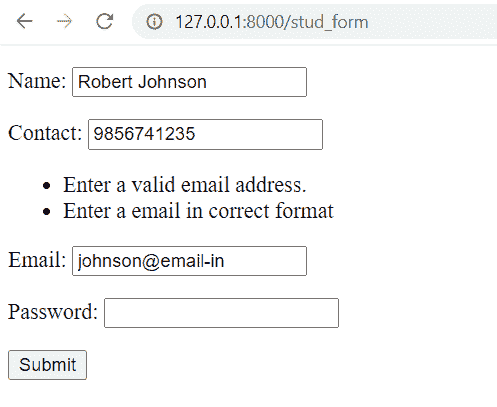 127.0.0.1:8000/stud_form
Name: Robert Johnson
Contact: 9856741235
Enter a valid email address.
Enter a email in correct format
Email: johnson@email-in
Password:
Submit